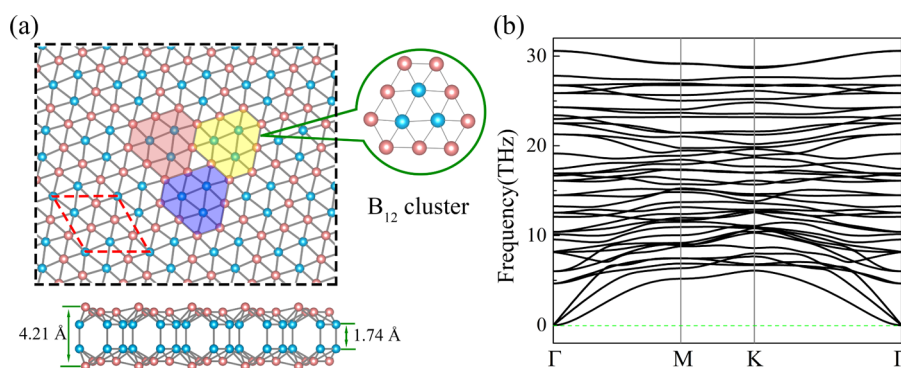 (a)
B12 cluster
4.21 Å
1.74 Å
(b)
Frequency(THz)
30
20
10
0
Γ M K Γ